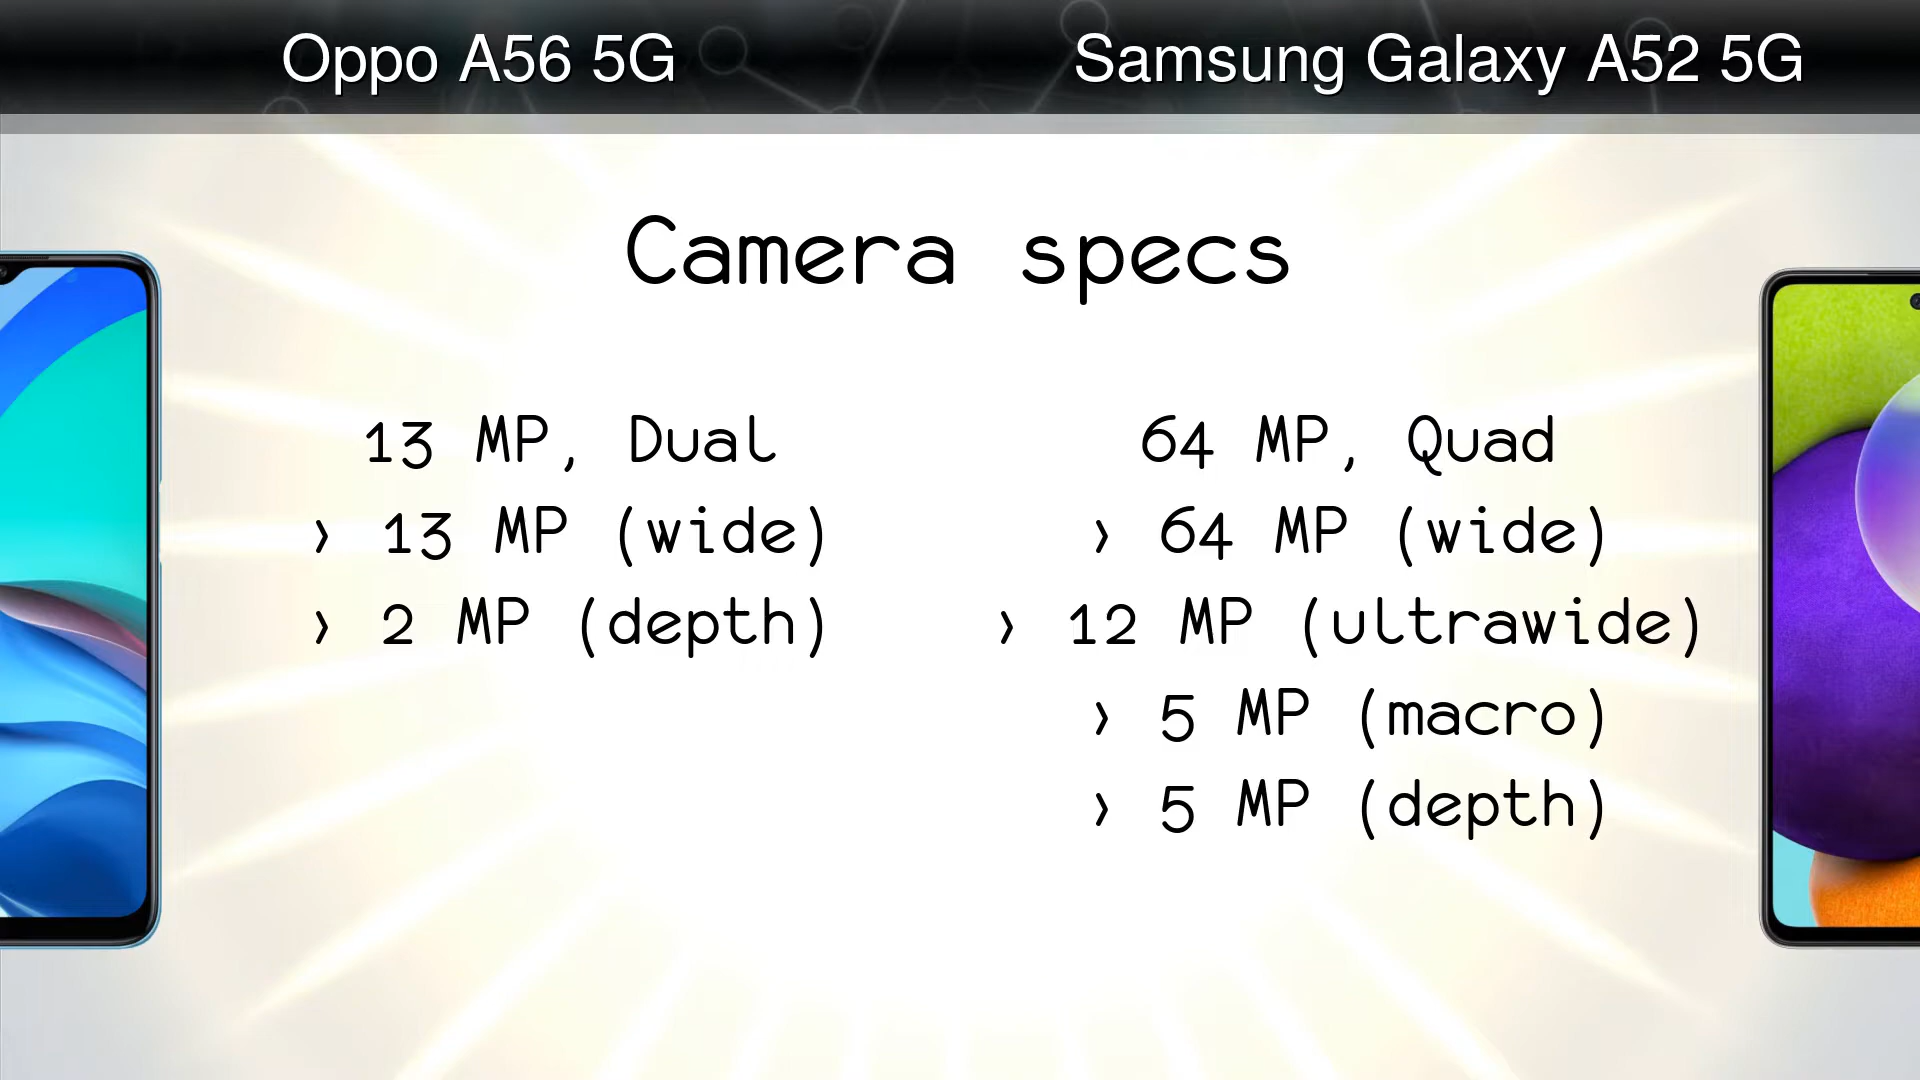 Oppo A56 5G
Samsung Galaxy A52 5G
Camera specs
13 MP, Dual
› 13 MP (wide)
› 2 MP (depth)
64 MP, Quad
› 64 MP (wide)
› 12 MP (ultrawide)
› 5 MP (macro)
› 5 MP (depth)